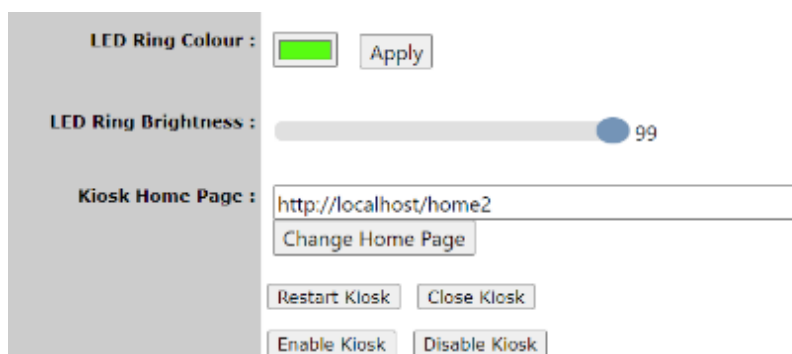 LED Ring Colour : Apply
LED Ring Brightness : 99
Kiosk Home Page : http://localhost/home2
Change Home Page
Restart Kiosk Close Kiosk
Enable Kiosk Disable Kiosk